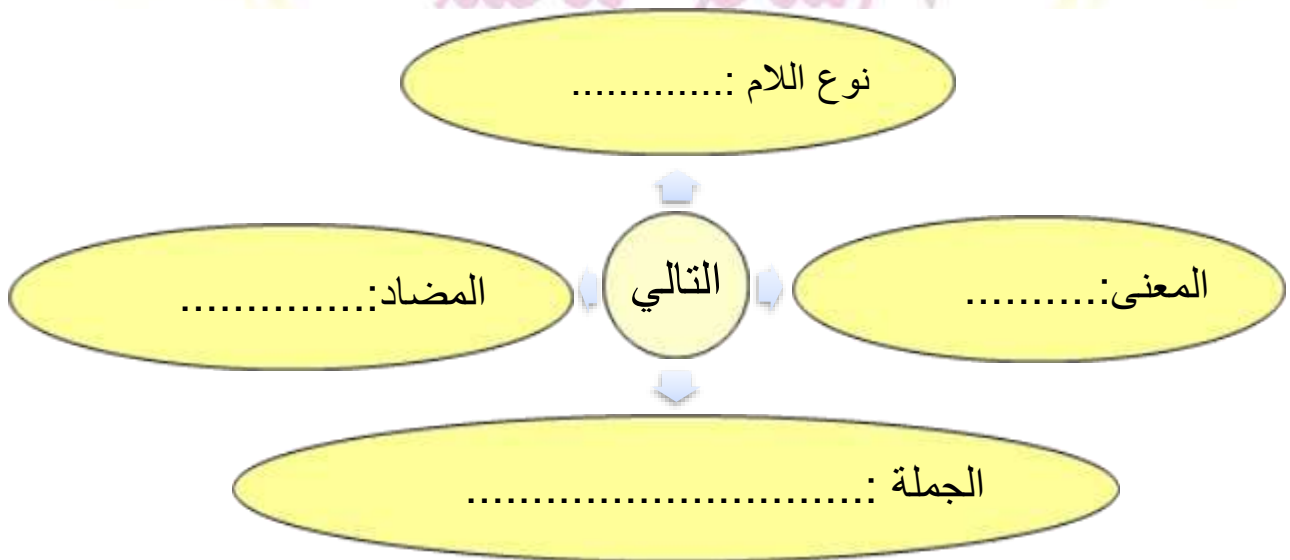 نوع اللام :.............
المعنى:..........
التالي
المضاد:..............
الجملة :..............................